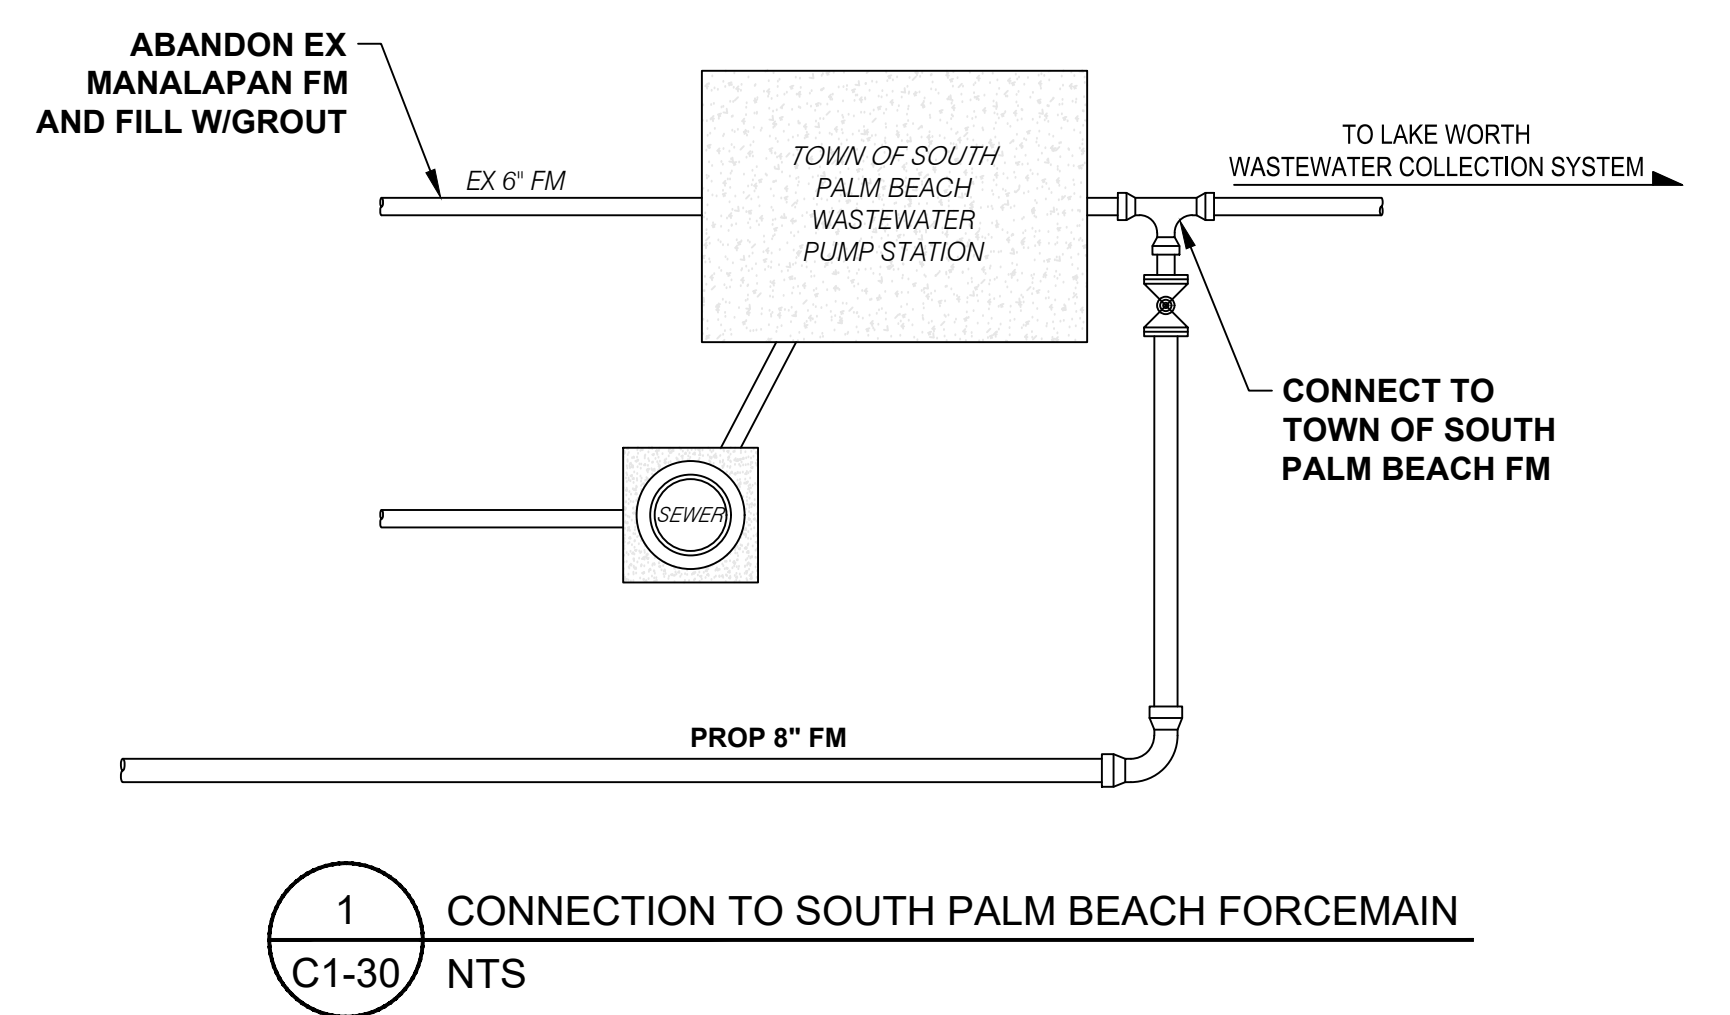 ABANDON EX
MANALAPAN FM
AND FILL W/GROUT
EX 6" FM
TOWN OF SOUTH
PALM BEACH
WASTEWATER
PUMP STATION
TO LAKE WORTH
WASTEWATER COLLECTION SYSTEM
CONNECT TO
TOWN OF SOUTH
PALM BEACH FM
SEWER
PROP 8" FM
1
CONNECTION TO SOUTH PALM BEACH FORCEMAIN
C1-30
NTS